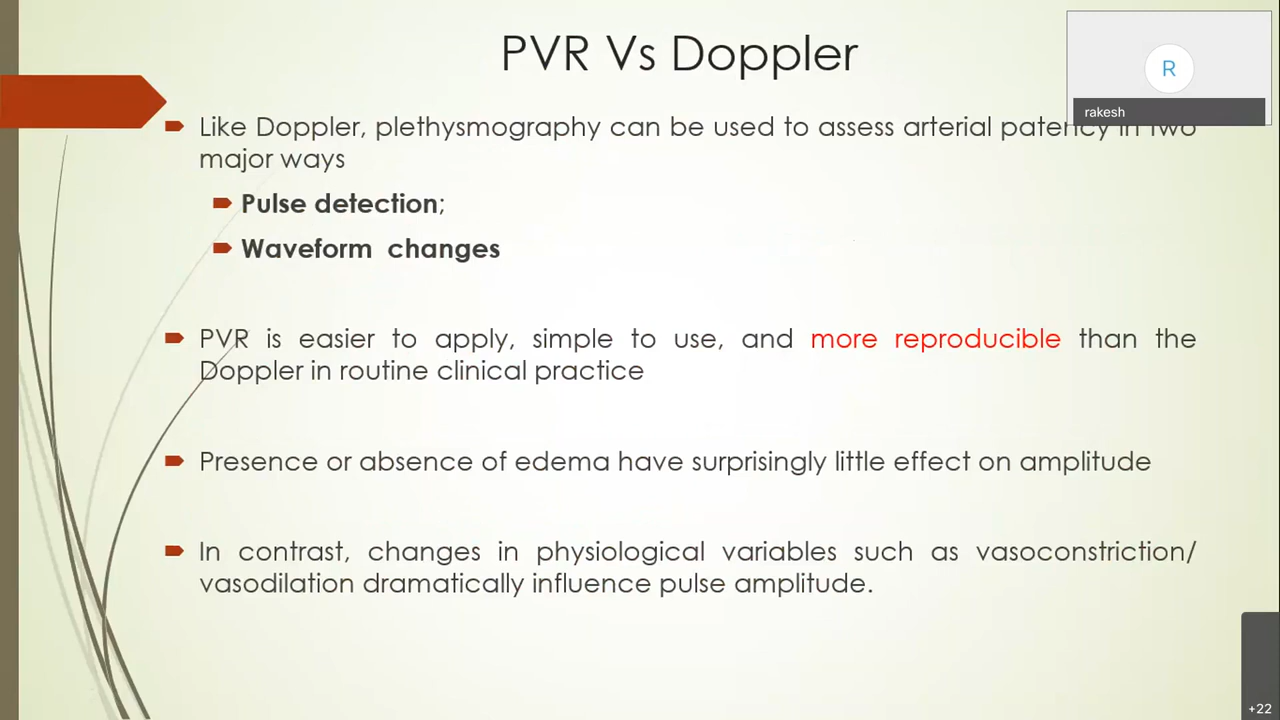 PVR Vs Doppler
R
rakesh
Like Doppler, plethysmography can be used to assess arterial patency in two
major ways
Pulse detection;
Waveform changes
PVR is easier to apply, simple to use, and more reproducible than the
Doppler in routine clinical practice
Presence or absence of edema have surprisingly little effect on amplitude
In contrast, changes in physiological variables such as vasoconstriction/
vasodilation dramatically influence pulse amplitude.
+22